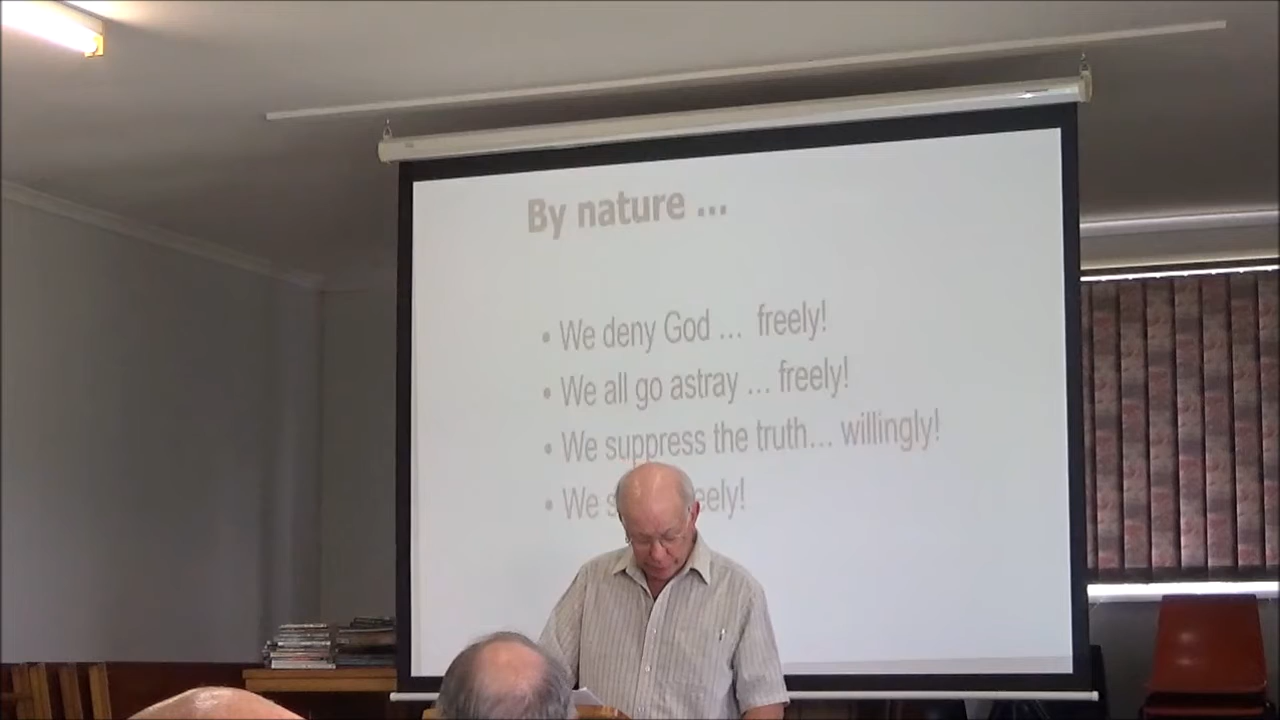 By nature ...
• We deny God ... freely!
• We all go astray ... freely!
• We suppress the truth... willingly!
• We